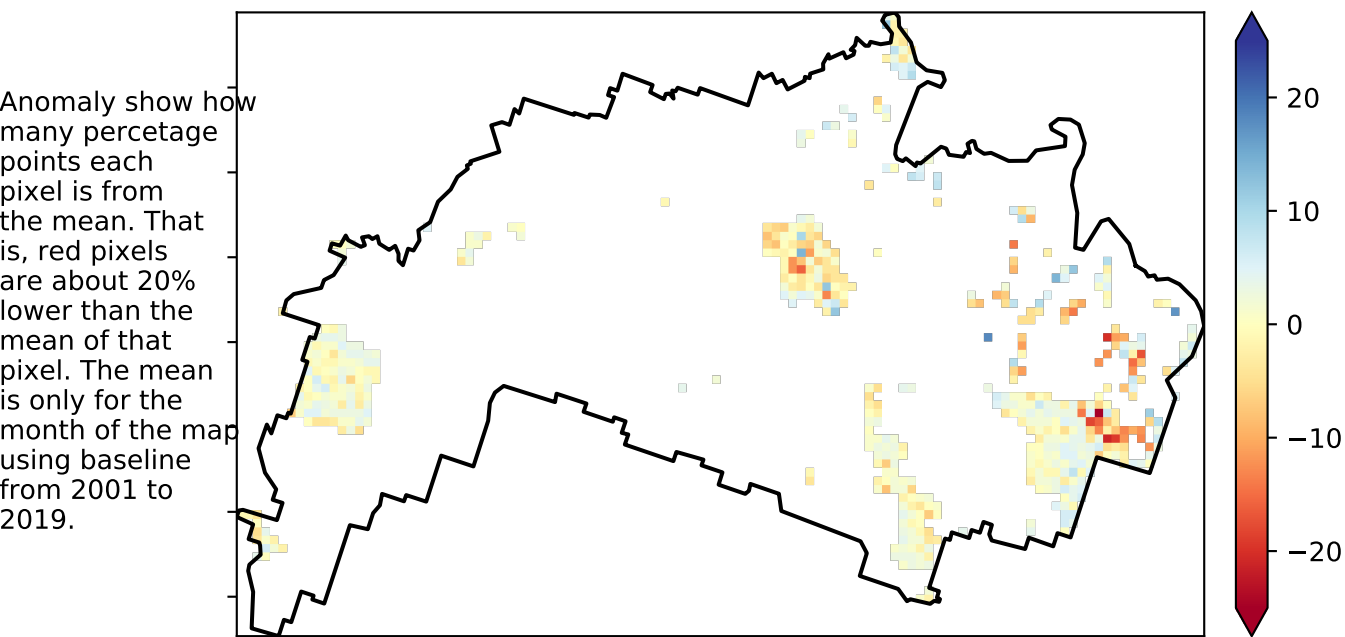 Anomaly show how
many percetage
points each
pixel is from
the mean. That
is, red pixels
are about 20%
lower than the
mean of that
pixel. The mean
is only for the
month of the map
using baseline
from 2001 to
2019.
20
10
0
−10
−20